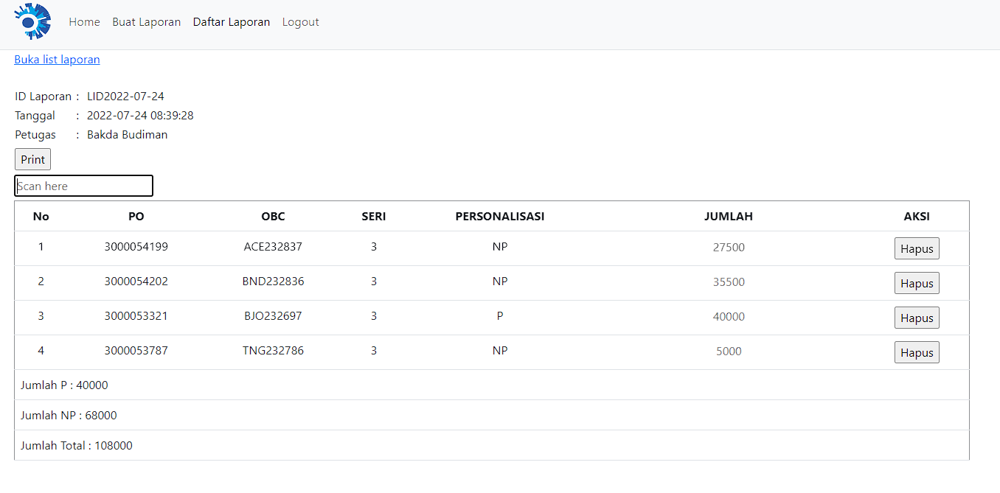 Home Buat Laporan Daftar Laporan Logout
Buka list laporan
ID Laporan : LID2022-07-24
Tanggal : 2022-07-24 08:39:28
Petugas : Bakda Budiman
Print
Scan here
No PO OBC SERI PERSONALISASI JUMLAH AKSI
1 3000054199 ACE232837 3 NP 27500 Hapus
2 3000054202 BND232836 3 NP 35500 Hapus
3 3000053321 BJO232697 3 P 40000 Hapus
4 3000053787 TNG232786 3 NP 5000 Hapus
Jumlah P : 40000
Jumlah NP : 68000
Jumlah Total : 108000